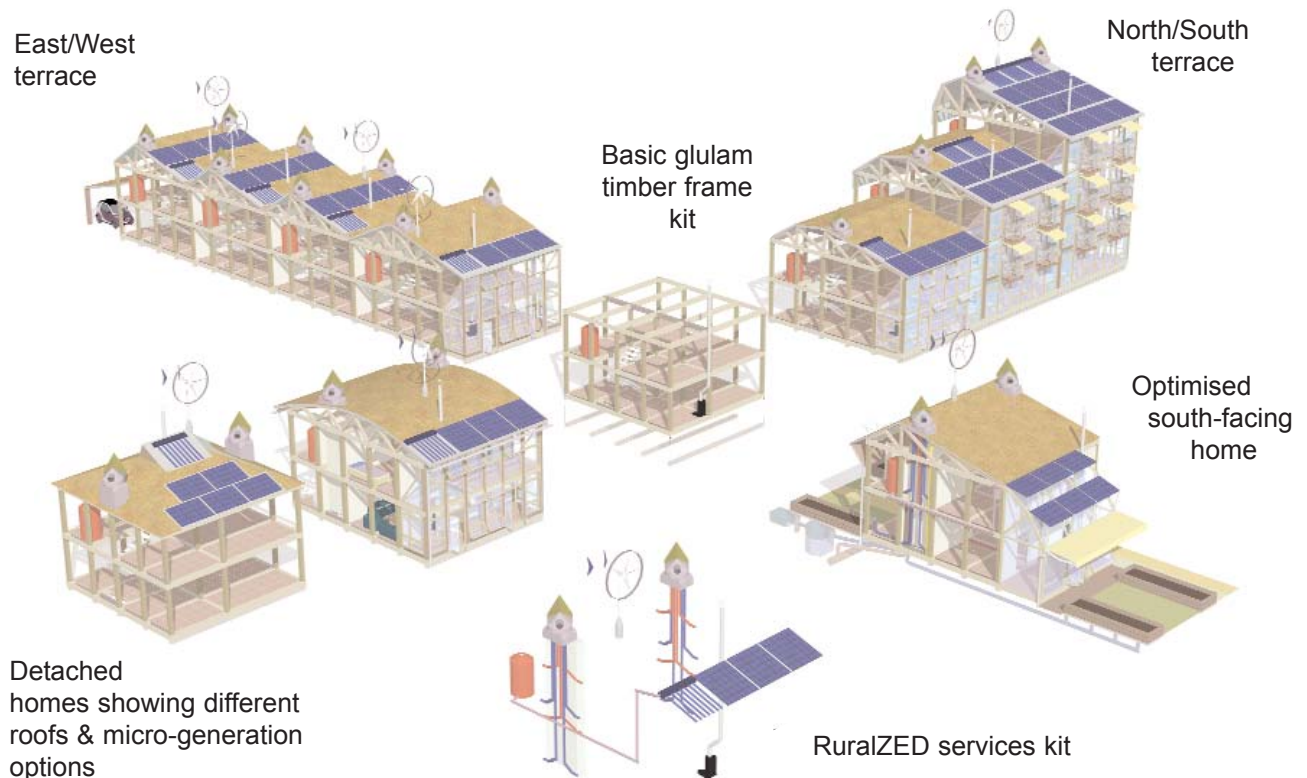 East/West
terrace
North/South
terrace
Basic glulam
timber frame
kit
Optimised
south-facing
home
Detached
homes showing different
roofs & micro-generation
options
RuralZED services kit